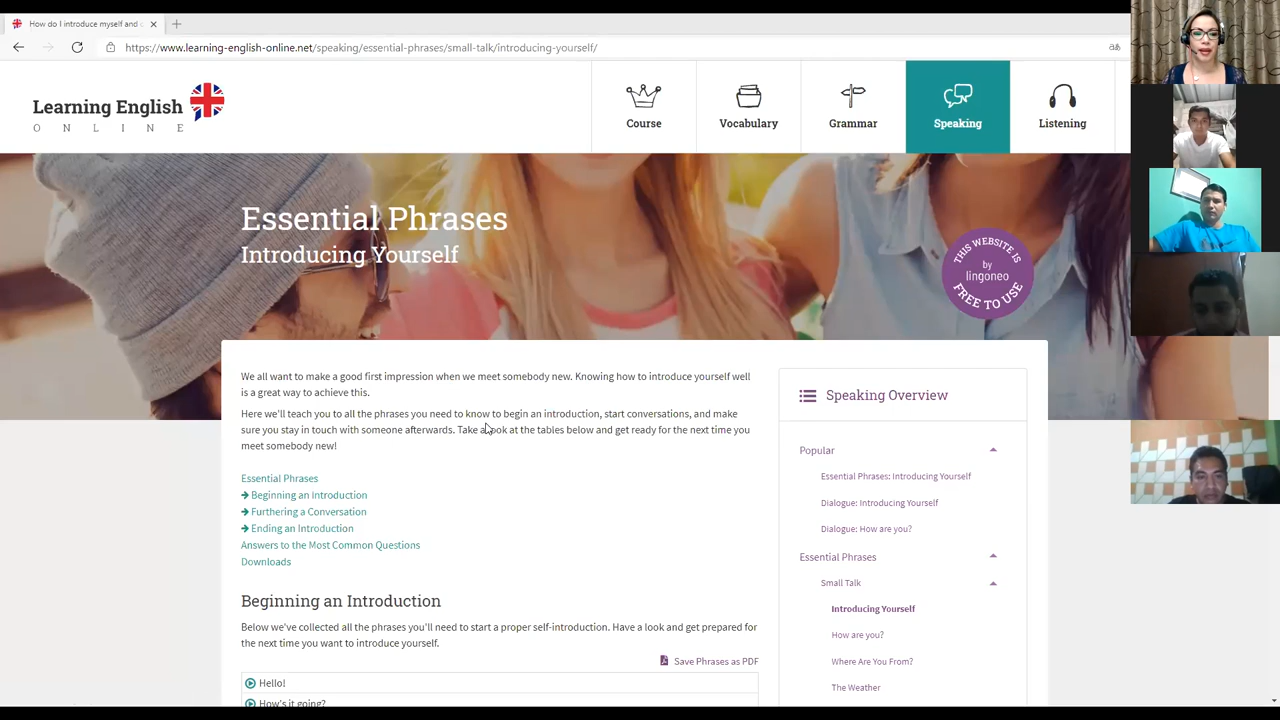 How do I introduce myself and
https://www.learning-english-online.net/speaking/essential-phrases/small-talk/introducing-yourself/
Learning English
ONLINE
Course
Vocabulary
Grammar
Speaking
Listening
Essential Phrases
Introducing Yourself
THIS WEBSITE IS
by
lingoneo
FREE TO USE
We all want to make a good first impression when we meet somebody new. Knowing how to introduce yourself well
is a great way to achieve this.
Here we'll teach you to all the phrases you need to know to begin an introduction, start conversations, and make
sure you stay in touch with someone afterwards. Take a look at the tables below and get ready for the next time you
meet somebody new!
Essential Phrases
Beginning an Introduction
Furthering a Conversation
Ending an Introduction
Answers to the Most Common Questions
Downloads
Beginning an Introduction
Below we've collected all the phrases you'll need to start a proper self-introduction. Have a look and get prepared for
the next time you want to introduce yourself.
Save Phrases as PDF
Hello!
How's it going?
Speaking Overview
Popular
Essential Phrases: Introducing Yourself
Dialogue: Introducing Yourself
Dialogue: How are you?
Essential Phrases
Small Talk
Introducing Yourself
How are you?
Where Are You From?
The Weather